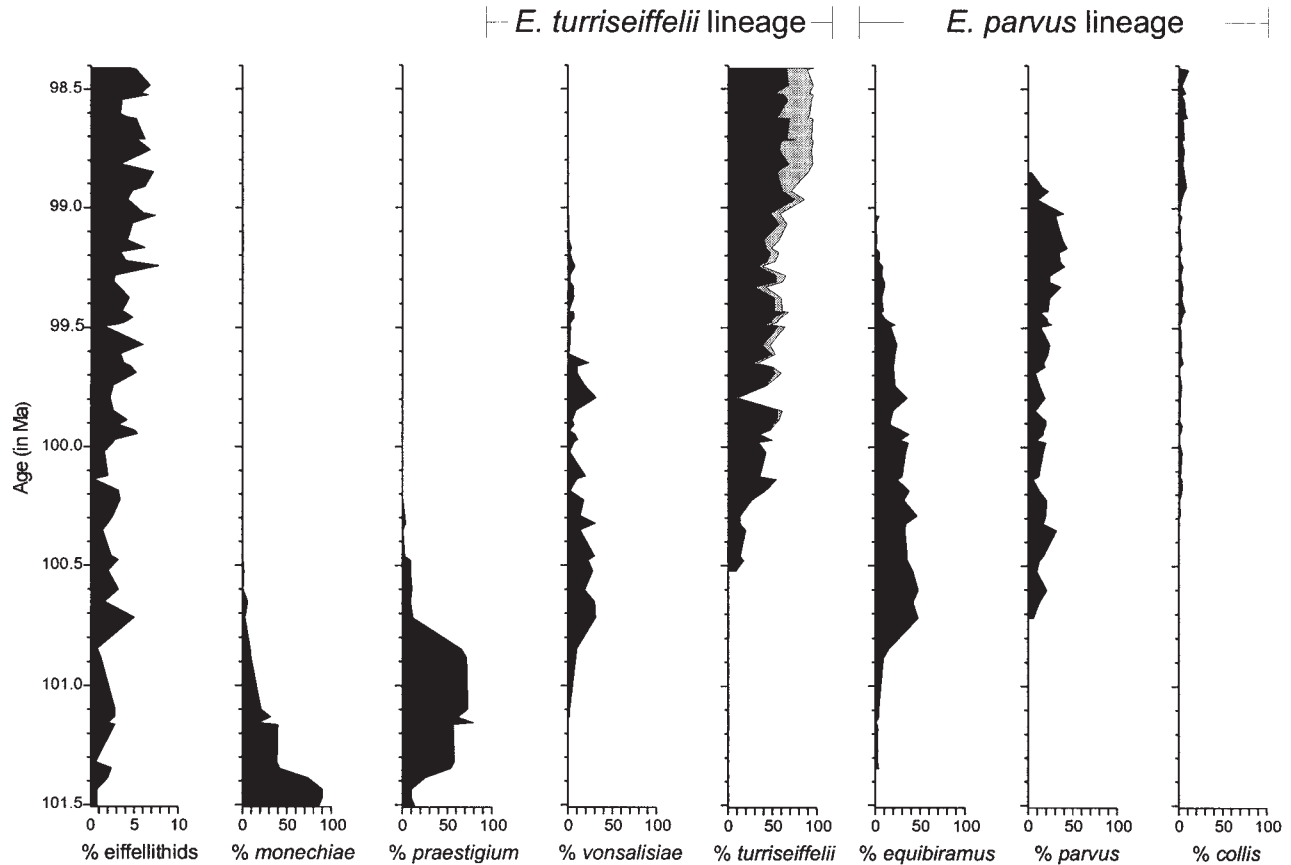 E. turriseiffelii lineage
E. parvus lineage
98.5
99.0
99.5
100.0
100.5
101.0
101.5
Age (in Ma)
0 5 10
0 50 100
0 50 100
0 50 100
0 50 100
0 50 100
0 50 100
0 50 100
% eiffellithids
% monechiae
% praestigium
% vonsalisiae
% turriseiffelii
% equibiramus
% parvus
% collis